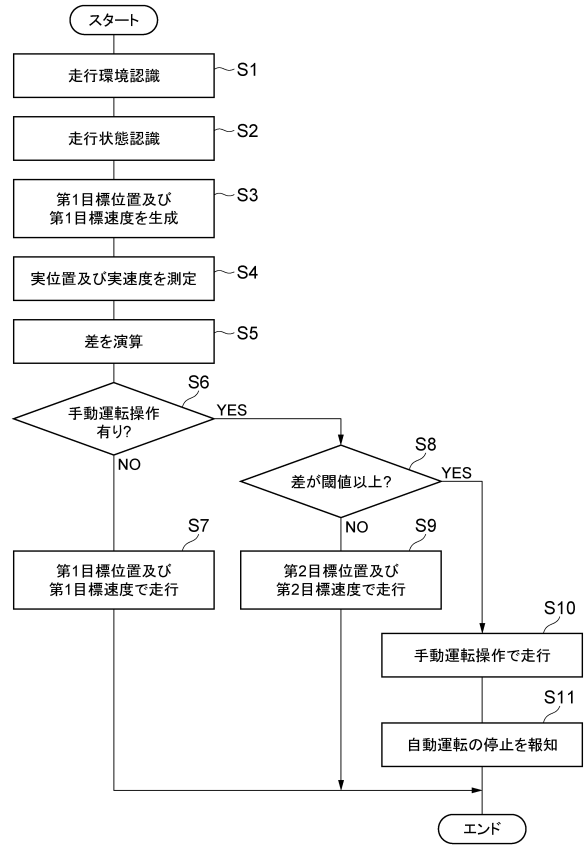 スタート
走行環境認識
S1
走行状態認識
S2
第1目標位置及び
第1目標速度を生成
S3
実位置及び実速度を測定
S4
差を演算
S5
手動運転操作
有り?
S6
YES
NO
差が閾値以上?
S8
YES
NO
第1目標位置及び
第1目標速度で走行
S7
第2目標位置及び
第2目標速度で走行
S9
手動運転操作で走行
S10
自動運転の停止を報知
S11
エンド